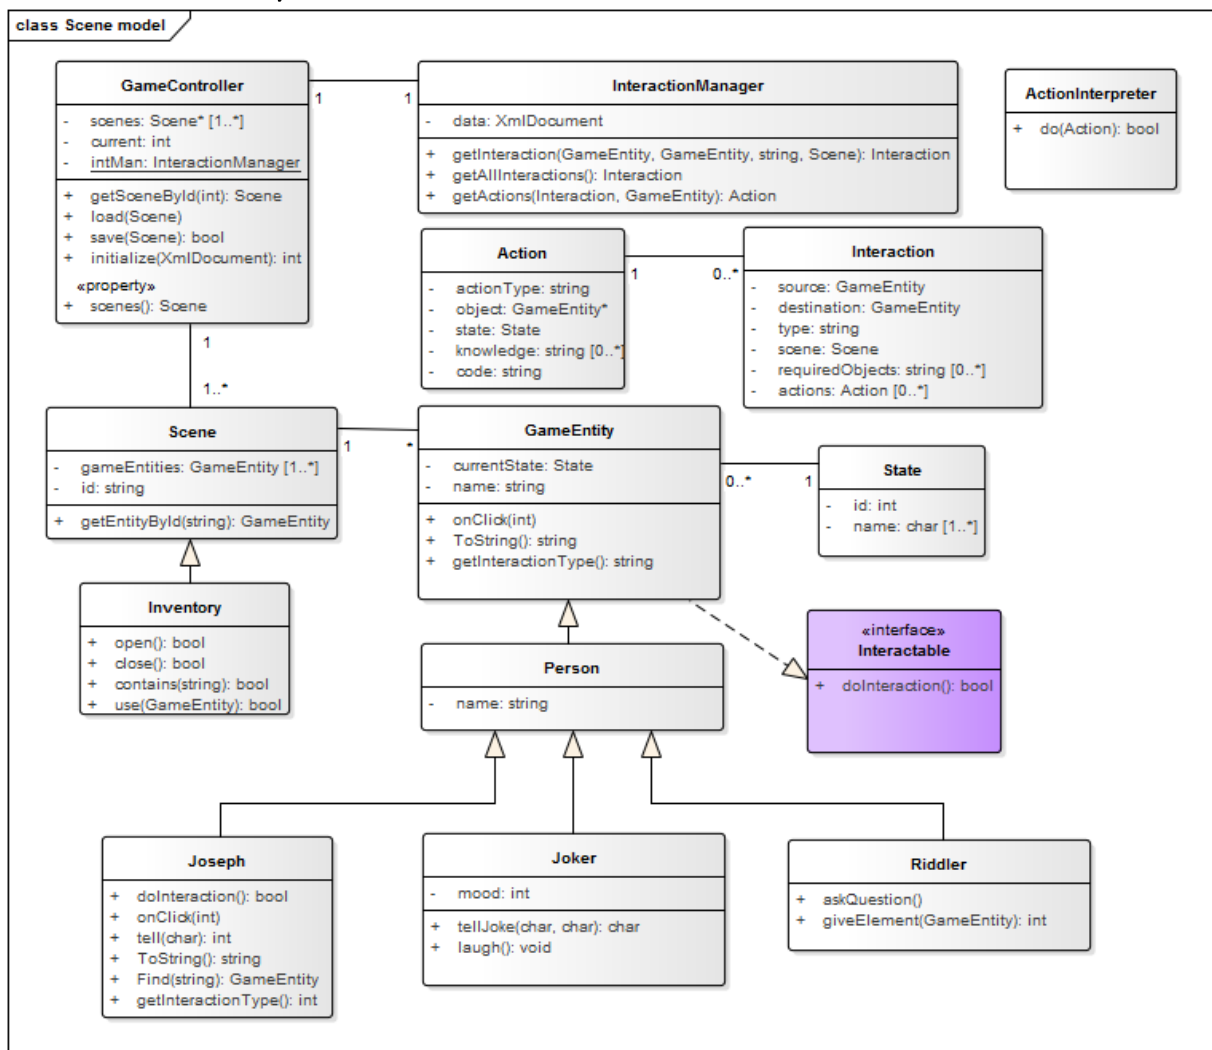 class Scene model
GameController
- scenes: Scene* [1..*]
- current: int
- intMan: InteractionManager
+ getSceneById(int): Scene
+ load(Scene)
+ save(Scene): bool
+ initialize(XmlDocument): int
«property»
+ scenes(): Scene
1
1
InteractionManager
- data: XmlDocument
+ getInteraction(GameEntity, GameEntity, string, Scene): Interaction
+ getAllInteractions(): Interaction
+ getActions(Interaction, GameEntity): Action
ActionInterpreter
+ do(Action): bool
Action
- actionType: string
- object: GameEntity*
- state: State
- knowledge: string [0..*]
- code: string
1
0..*
Interaction
- source: GameEntity
- destination: GameEntity
- type: string
- scene: Scene
- requiredObjects: string [0..*]
- actions: Action [0..*]
1
1..*
Scene
- gameEntities: GameEntity [1..*]
- id: string
+ getEntityById(string): GameEntity
1
*
GameEntity
- currentState: State
- name: string
+ onClick(int)
+ ToString(): string
+ getInteractionType(): string
0..*
1
State
- id: int
- name: char [1..*]
Inventory
+ open(): bool
+ close(): bool
+ contains(string): bool
+ use(GameEntity): bool
Person
- name: string
«interface»
Interactable
+ doInteraction(): bool
Joseph
+ doInteraction(): bool
+ onClick(int)
+ tell(char): int
+ ToString(): string
+ Find(string): GameEntity
+ getInteractionType(): int
Joker
- mood: int
+ tellJoke(char, char): char
+ laugh(): void
Riddler
+ askQuestion()
+ giveElement(GameEntity): int